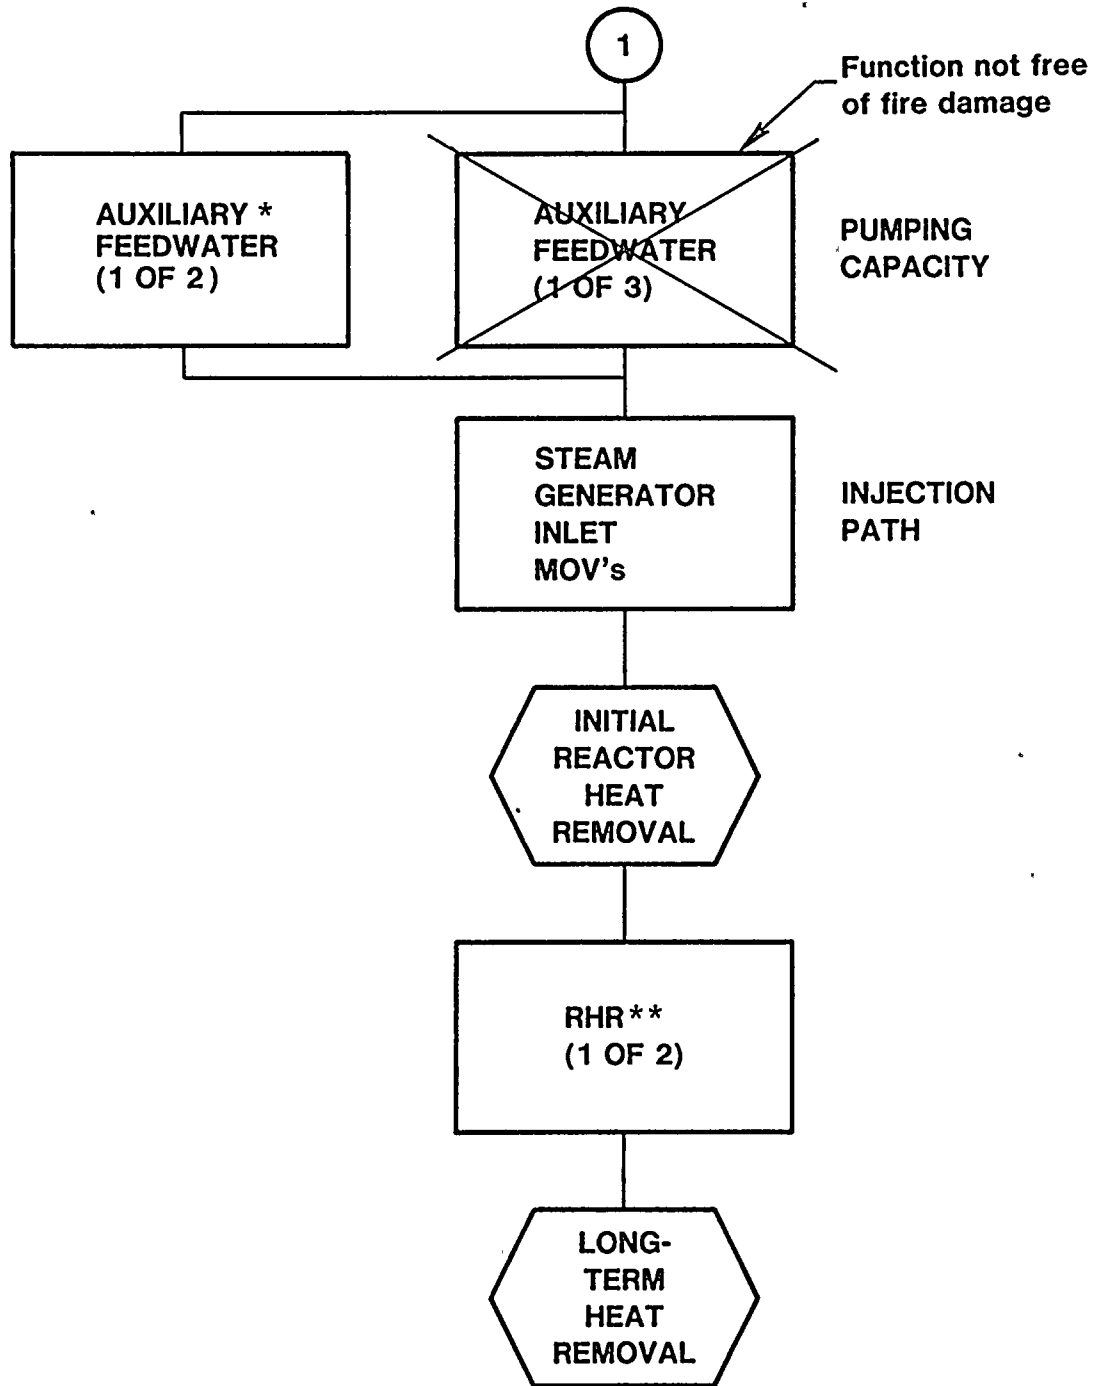 1
Function not free
of fire damage
AUXILIARY *
FEEDWATER
(1 OF 2)
AUXILIARY
FEEDWATER
(1 OF 3)
PUMPING
CAPACITY
STEAM
GENERATOR
INLET
MOV's
INJECTION
PATH
INITIAL
REACTOR
HEAT
REMOVAL
RHR**
(1 OF 2)
LONG-
TERM
HEAT
REMOVAL